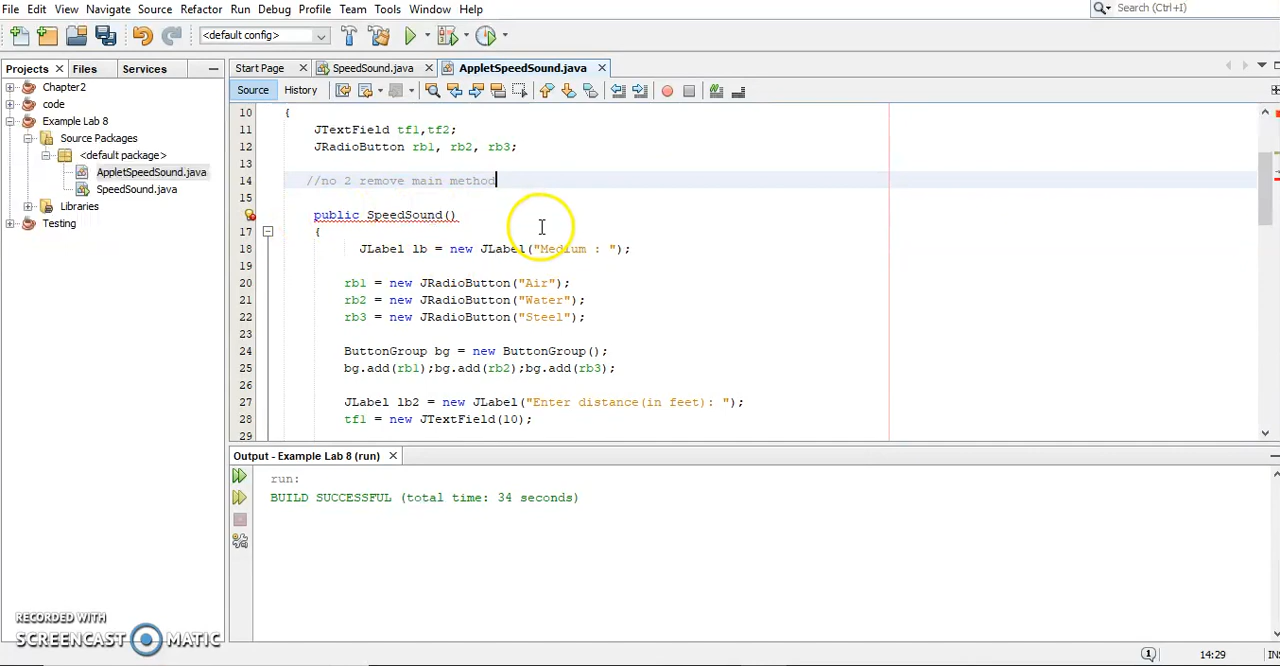 File Edit View Navigate Source Refactor Run Debug Profile Team Tools Window Help
Search (Ctrl+I)
<default config>
Projects Files Services
Start Page SpeedSound.java AppletSpeedSound.java
Source History
Chapter2
code
Example Lab 8
Source Packages
<default package>
AppletSpeedSound.java
SpeedSound.java
Libraries
Testing
10 {
11 JTextField tf1,tf2;
12 JRadioButton rb1, rb2, rb3;
13
14 //no 2 remove main method
15
public SpeedSound()
17 {
18 JLabel lb = new JLabel("Medium : ");
19
20 rb1 = new JRadioButton("Air");
21 rb2 = new JRadioButton("Water");
22 rb3 = new JRadioButton("Steel");
23
24 ButtonGroup bg = new ButtonGroup();
25 bg.add(rb1);bg.add(rb2);bg.add(rb3);
26
27 JLabel lb2 = new JLabel("Enter distance(in feet): ");
28 tf1 = new JTextField(10);
29
Output - Example Lab 8 (run)
run:
BUILD SUCCESSFUL (total time: 34 seconds)
RECORDED WITH
SCREENCAST MATIC
1 14:29 IN